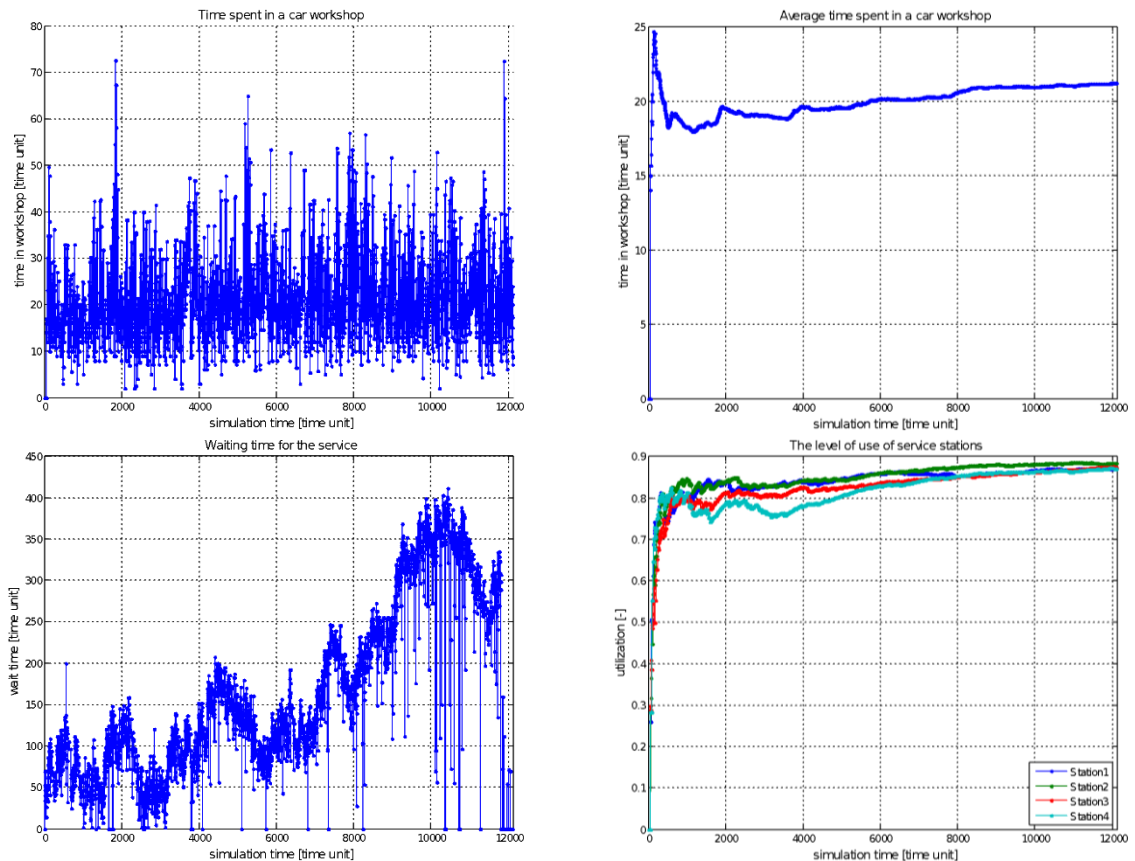 Time spent in a car workshop
80
70
60
50
40
30
20
10
0
time in workshop [time unit]
0 2000 4000 6000 8000 10000 12000
simulation time [time unit]
Average time spent in a car workshop
25
20
15
10
5
0
time in workshop [time unit]
0 2000 4000 6000 8000 10000 12000
simulation time [time unit]
Waiting time for the service
450
400
350
300
250
200
150
100
50
0
wait time [time unit]
0 2000 4000 6000 8000 10000 12000
simulation time [time unit]
The level of use of service stations
0.9
0.8
0.7
0.6
0.5
0.4
0.3
0.2
0.1
0
utilization [-]
0 2000 4000 6000 8000 10000 12000
simulation time [time unit]
Station1
Station2
Station3
Station4